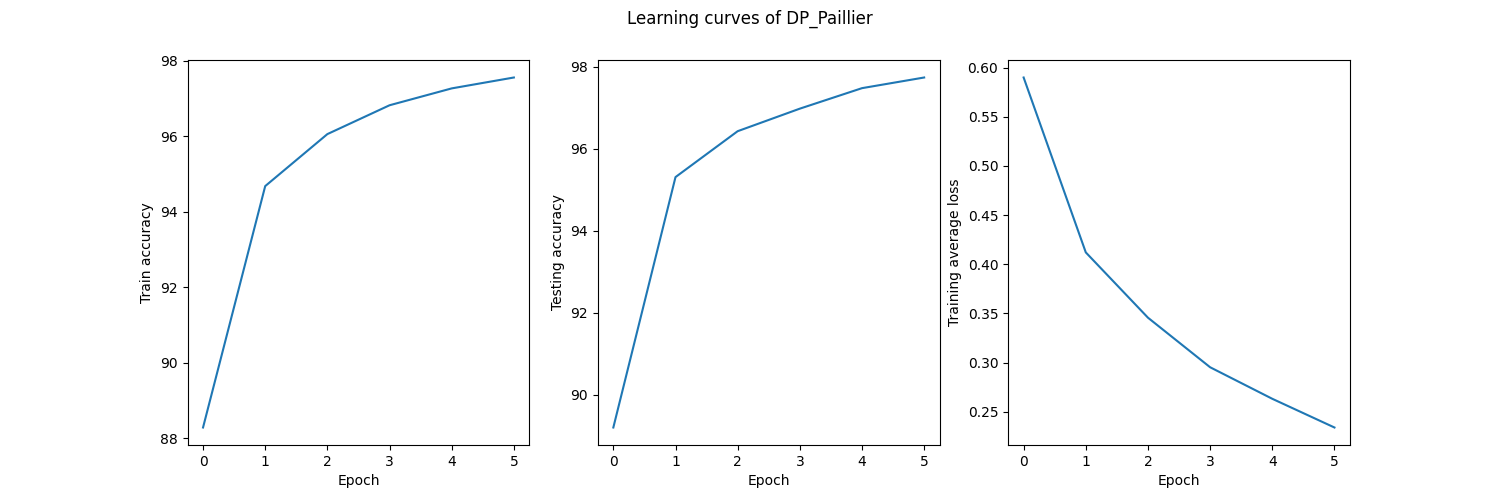 Learning curves of DP_Paillier
Train accuracy
98
96
94
92
90
88
0 1 2 3 4 5
Epoch
Testing accuracy
98
96
94
92
90
0 1 2 3 4 5
Epoch
Training average loss
0.60
0.55
0.50
0.45
0.40
0.35
0.30
0.25
0 1 2 3 4 5
Epoch